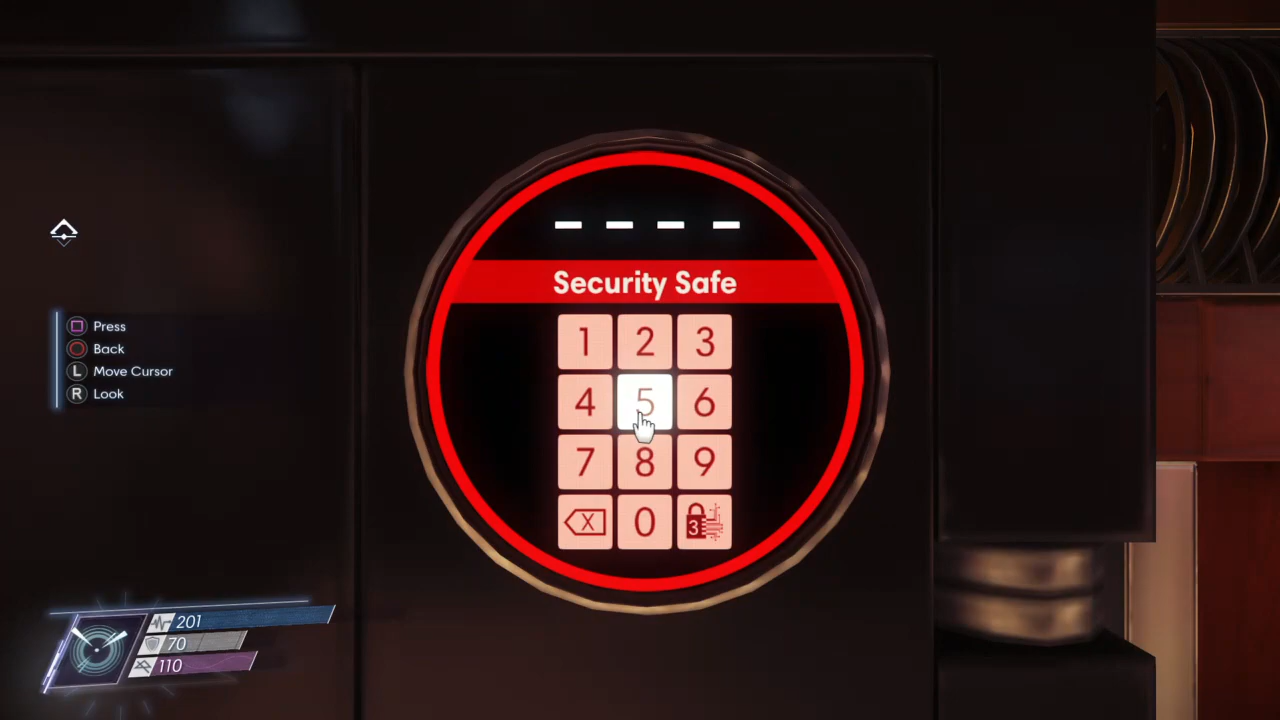 Security Safe
1 2 3
4 5 6
7 8 9
X 0 3
Press
Back
L Move Cursor
R Look
201
70
110